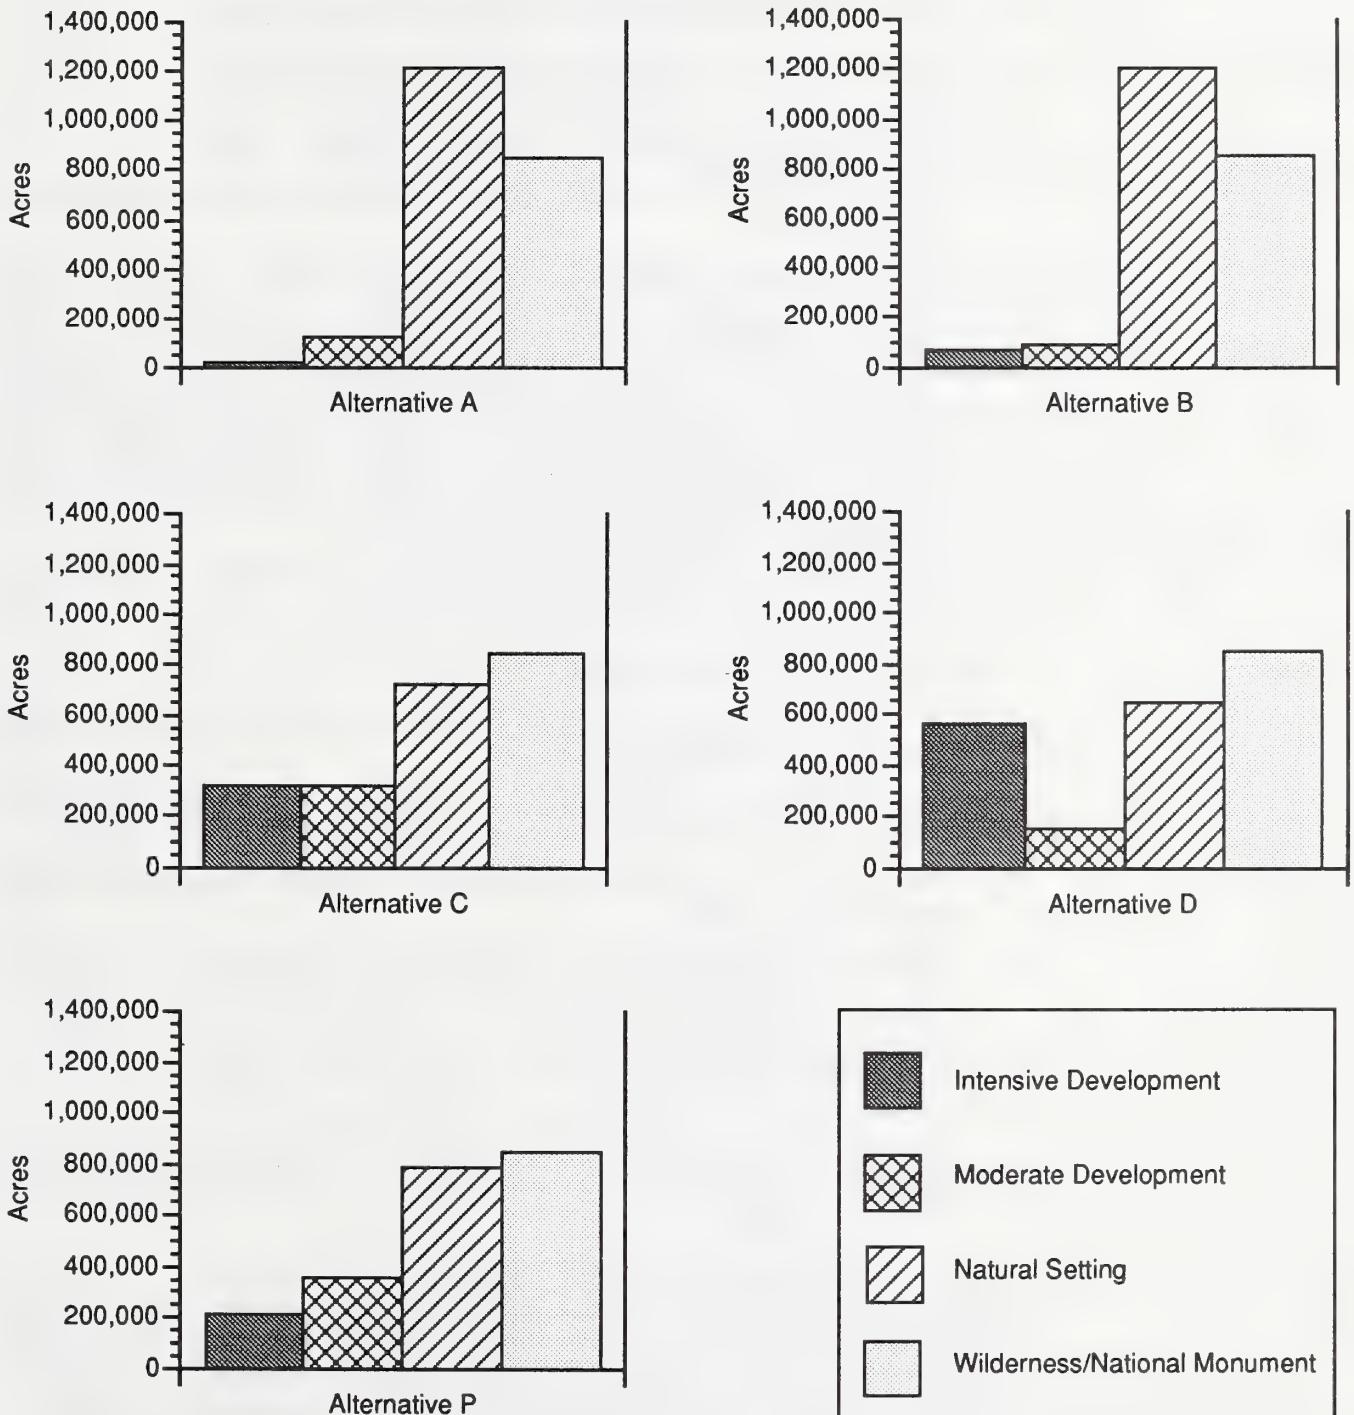 1,400,000
1,200,000
1,000,000
800,000
600,000
400,000
200,000
0
Acres
Alternative A
1,400,000
1,200,000
1,000,000
800,000
600,000
400,000
200,000
0
Acres
Alternative B
1,400,000
1,200,000
1,000,000
800,000
600,000
400,000
200,000
0
Acres
Alternative C
1,400,000
1,200,000
1,000,000
800,000
600,000
400,000
200,000
0
Acres
Alternative D
1,400,000
1,200,000
1,000,000
800,000
600,000
400,000
200,000
0
Acres
Alternative P
Intensive Development
Moderate Development
Natural Setting
Wilderness/National Monument